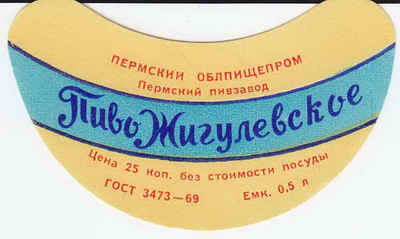 ПЕРМСКИЙ ОБЛПИЩЕПРОМ
Пермский пивзавод
Пиво Жигулевское
Цена 25 коп. без стоимости посуды
ГОСТ 3473—69 Емк. 0,5 л